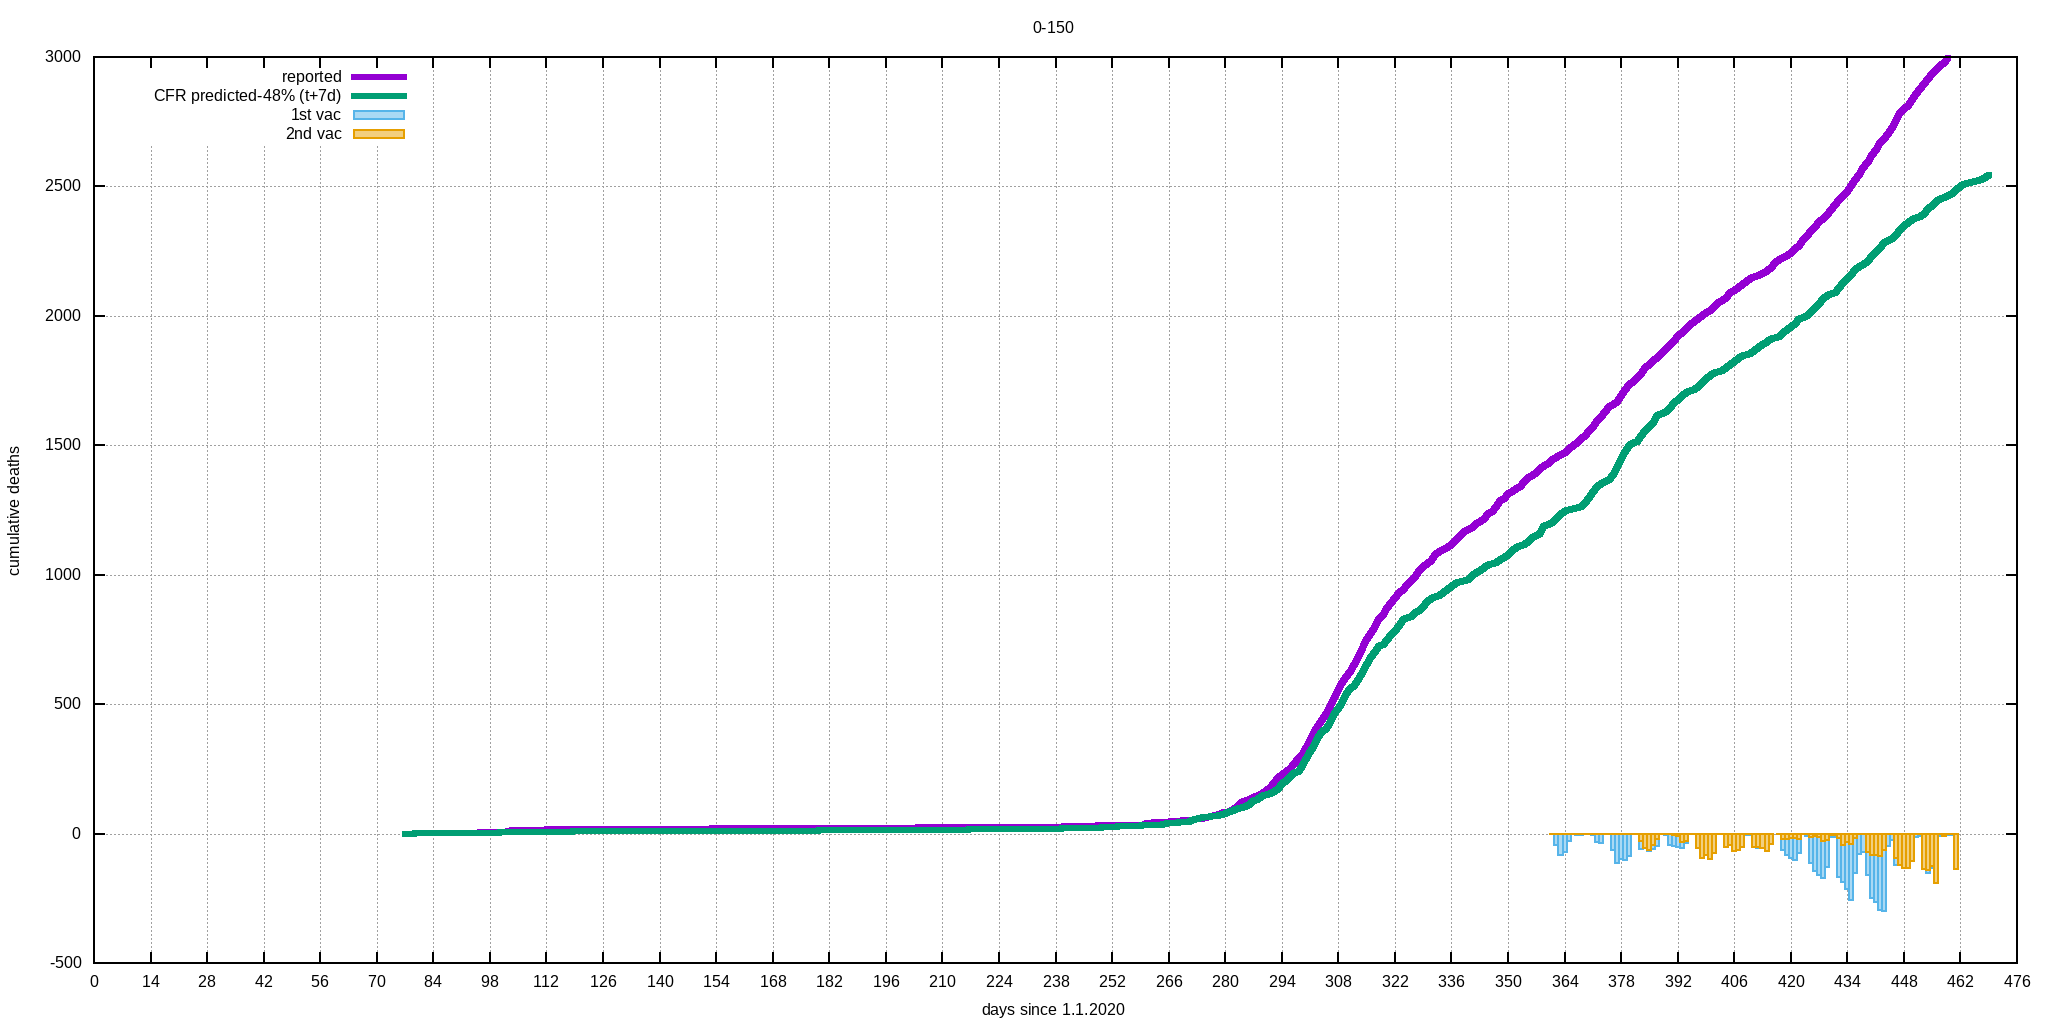 0-150
3000
2500
2000
1500
1000
500
0
-500
cumulative deaths
reported
CFR predicted-48% (t+7d)
1st vac
2nd vac
0 14 28 42 56 70 84 98 112 126 140 154 168 182 196 210 224 238 252 266 280 294 308 322 336 350 364 378 392 406 420 434 448 462 476
days since 1.1.2020